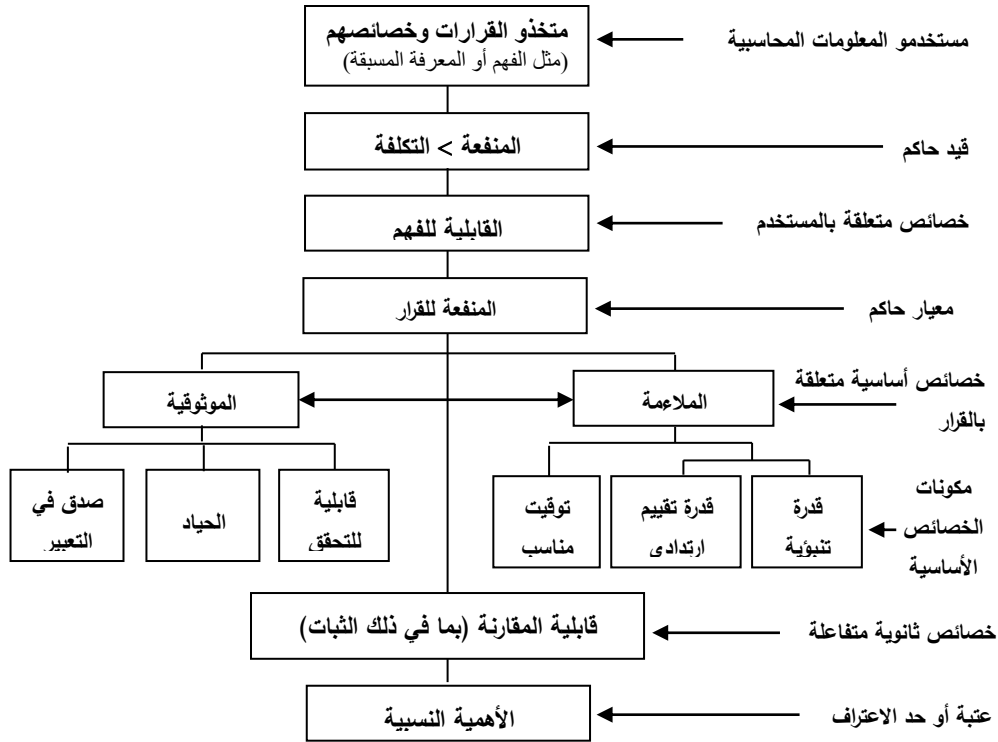 متخذو القرارات وخصائصهم
(مثل الفهم أو المعرفة المسبقة)
مستخدمو المعلومات المحاسبية
المنفعة > التكلفة
قيد حاكم
القابلية للفهم
خصائص متعلقة بالمستخدم
المنفعة للقرار
معيار حاكم
خصائص أساسية متعلقة
بالقرار
الملاءمة
الموثوقية
مكونات
الخصائص
الأساسية
قدرة
تنبؤية
قدرة تقييم
ارتدادى
توقيت
مناسب
قابلية
للتحقق
الحياد
صدق في
التعبير
قابلية المقارنة (بما في ذلك الثبات)
خصائص ثانوية متفاعلة
الأهمية النسبية
عتبة أو حد الاعتراف